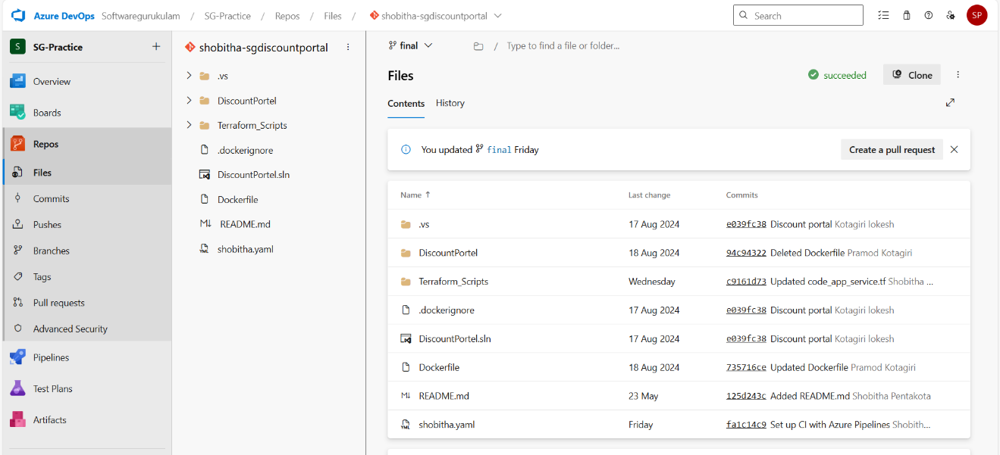 Azure DevOps Softwaregurukulam / SG-Practice / Repos / Files / shobitha-sgdiscountportal
Search
SP
S SG-Practice +
Overview
Boards
Repos
Files
Commits
Pushes
Branches
Tags
Pull requests
Advanced Security
Pipelines
Test Plans
Artifacts
shobitha-sgdiscountportal
.vs
DiscountPortel
Terraform_Scripts
.dockerignore
DiscountPortel.sln
Dockerfile
M↓ README.md
YML shobitha.yaml
final / Type to find a file or folder...
Files
succeeded
Clone
Contents History
You updated final Friday
Create a pull request
Name ↑ Last change Commits
.vs 17 Aug 2024 e039fc38 Discount portal Kotagiri lokesh
DiscountPortel 18 Aug 2024 94c94322 Deleted Dockerfile Pramod Kotagiri
Terraform_Scripts Wednesday c9161d73 Updated code_app_service.tf Shobitha ...
.dockerignore 17 Aug 2024 e039fc38 Discount portal Kotagiri lokesh
DiscountPortel.sln 17 Aug 2024 e039fc38 Discount portal Kotagiri lokesh
Dockerfile 18 Aug 2024 735716ce Updated Dockerfile Pramod Kotagiri
M↓ README.md 23 May 125d243c Added README.md Shobitha Pentakota
YML shobitha.yaml Friday fa1c14c9 Set up CI with Azure Pipelines Shobith...